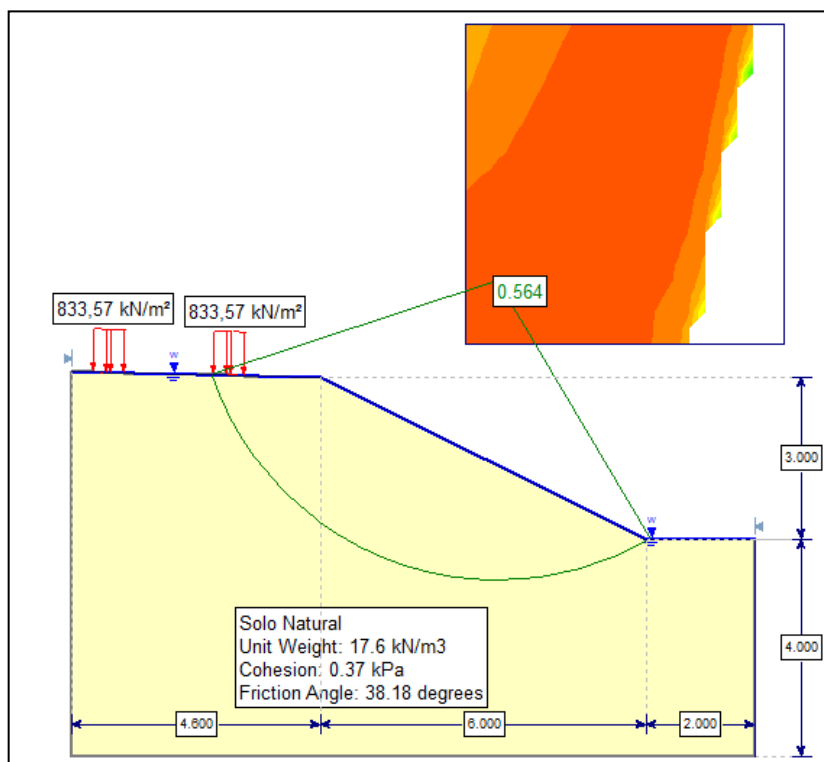 0.564
833,57 kN/m²
833,57 kN/m²
w
w
3.000
Solo Natural
Unit Weight: 17.6 kN/m3
Cohesion: 0.37 kPa
Friction Angle: 38.18 degrees
4.000
4.600
6.000
2.000